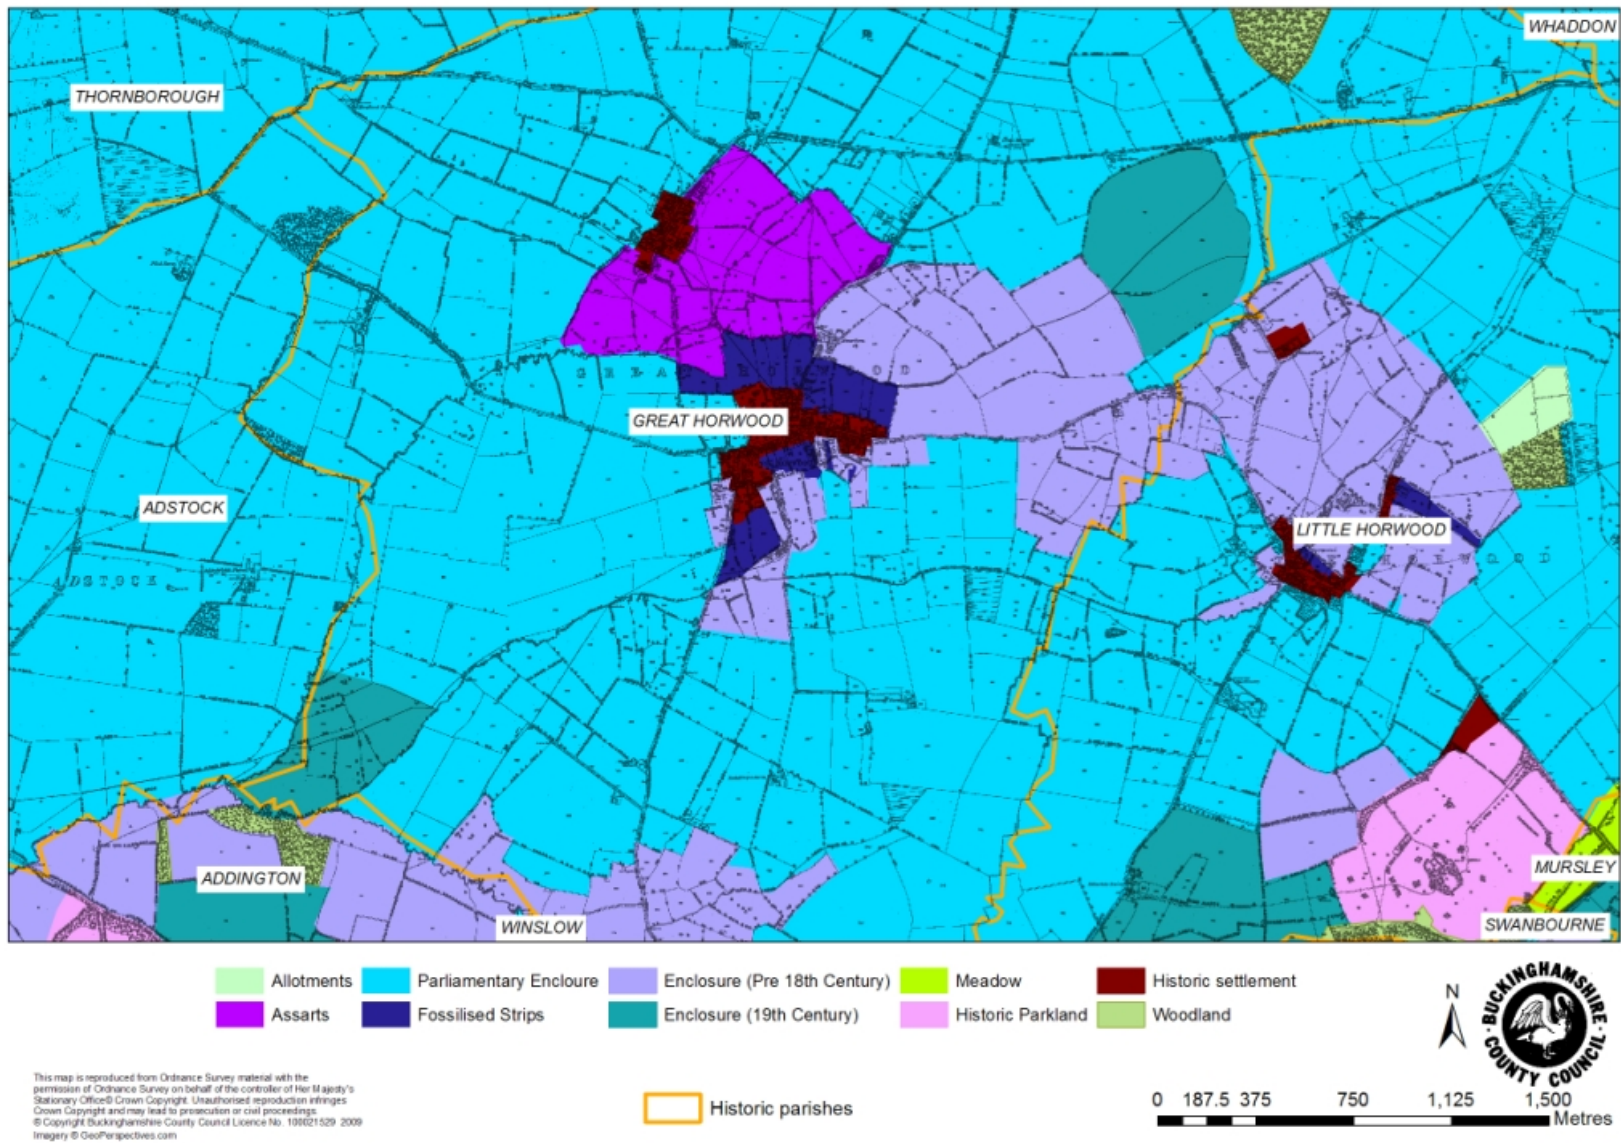 WHADDON
THORNBOROUGH
GREAT HORWOOD
ADSTOCK
LITTLE HORWOOD
ADSTOCK
ADDINGTON
MURSLEY
WINSLOW
SWANBOURNE
Allotments Parliamentary Encloure Enclosure (Pre 18th Century) Meadow Historic settlement
Assarts Fossilised Strips Enclosure (19th Century) Historic Parkland Woodland
N
BUCKINGHAMSHIRE
COUNTY COUNCIL
This map is reproduced from Ordnance Survey material with the
permission of Ordnance Survey on behalf of the controller of Her Majesty's
Stationary Office© Crown Copyright. Unauthorised reproduction infringes
Crown Copyright and may lead to prosecution or civil proceedings.
© Copyright Buckinghamshire County Council Licence No. 100021529 2009
Imagery © GeoPerspectives.com
Historic parishes
0 187.5 375 750 1,125 1,500
Metres